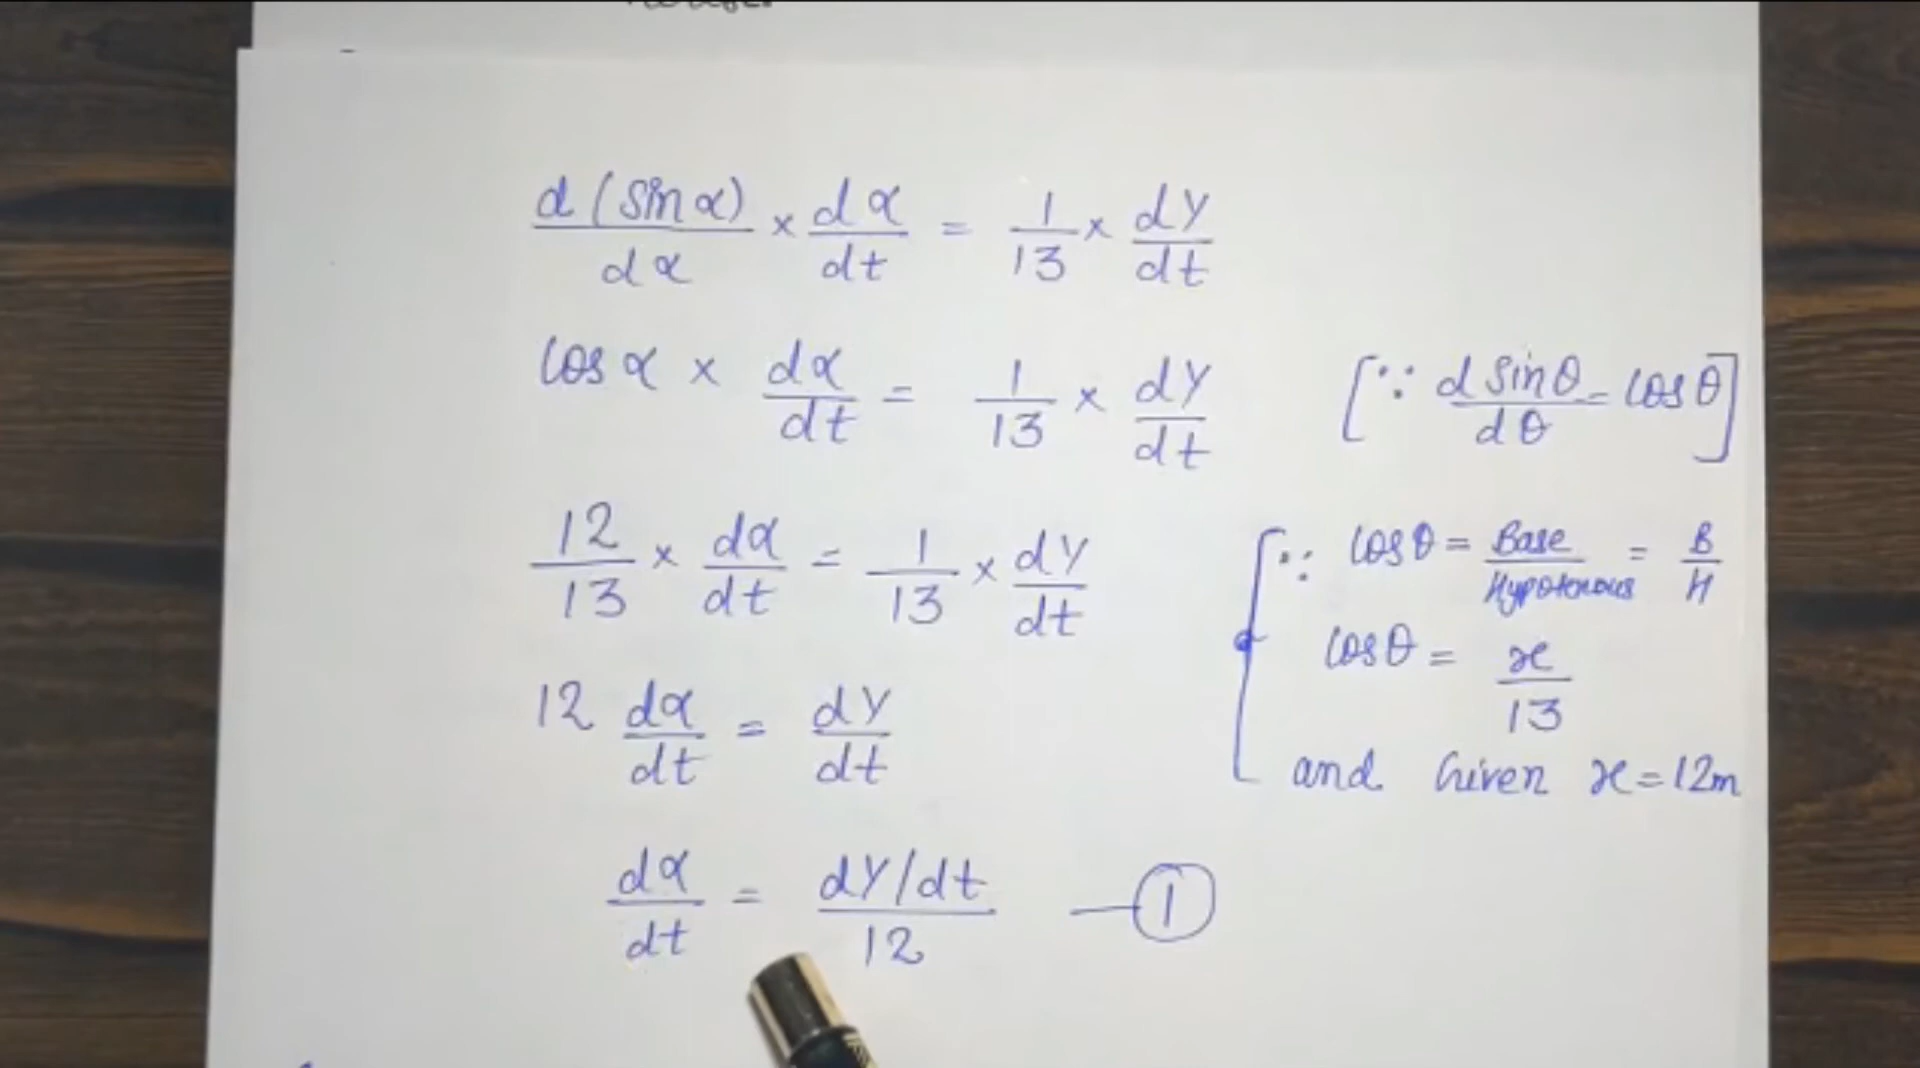 d(sin α)/dα × dα/dt = 1/13 × dy/dt
cos α × dα/dt = 1/13 × dy/dt [∵ d sinθ/dθ = cosθ]
12/13 × dα/dt = 1/13 × dy/dt [∵ cosθ = Base/Hypotenous = B/H
cosθ = x/13
12 dα/dt = dy/dt
and Given x = 12m
dα/dt = dy/dt/12 — ①